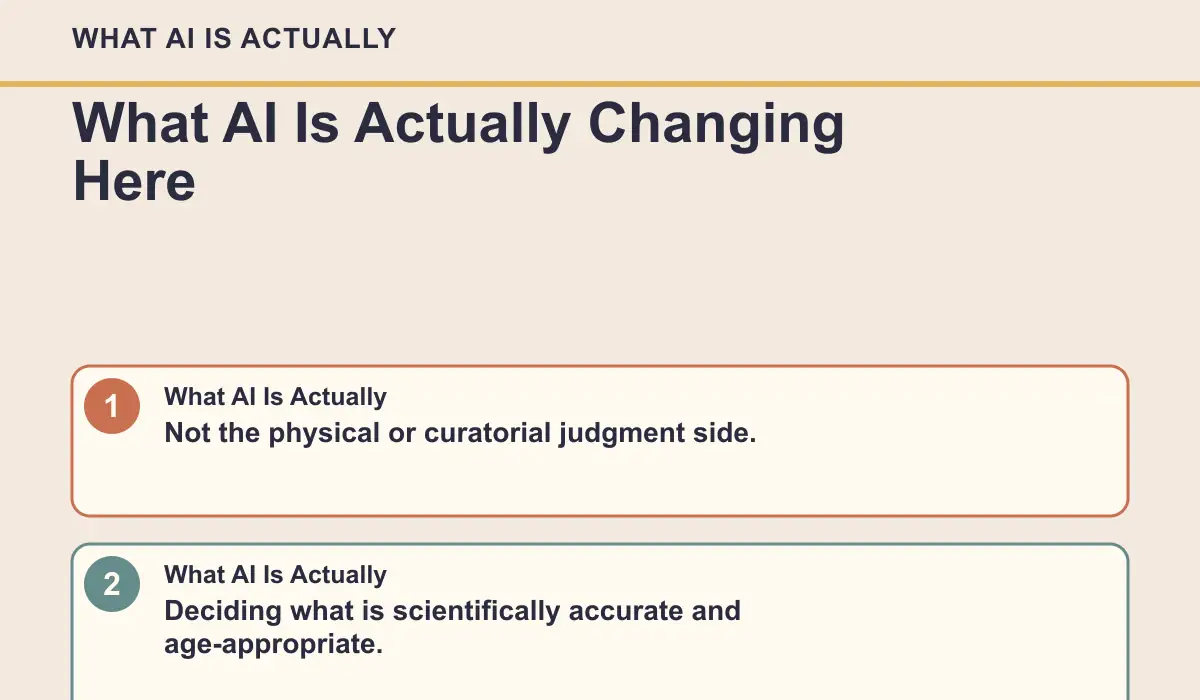 WHAT AI IS ACTUALLY
What AI Is Actually Changing
Here
1
What AI Is Actually
Not the physical or curatorial judgment side.
2
What AI Is Actually
Deciding what is scientifically accurate and
age-appropriate.